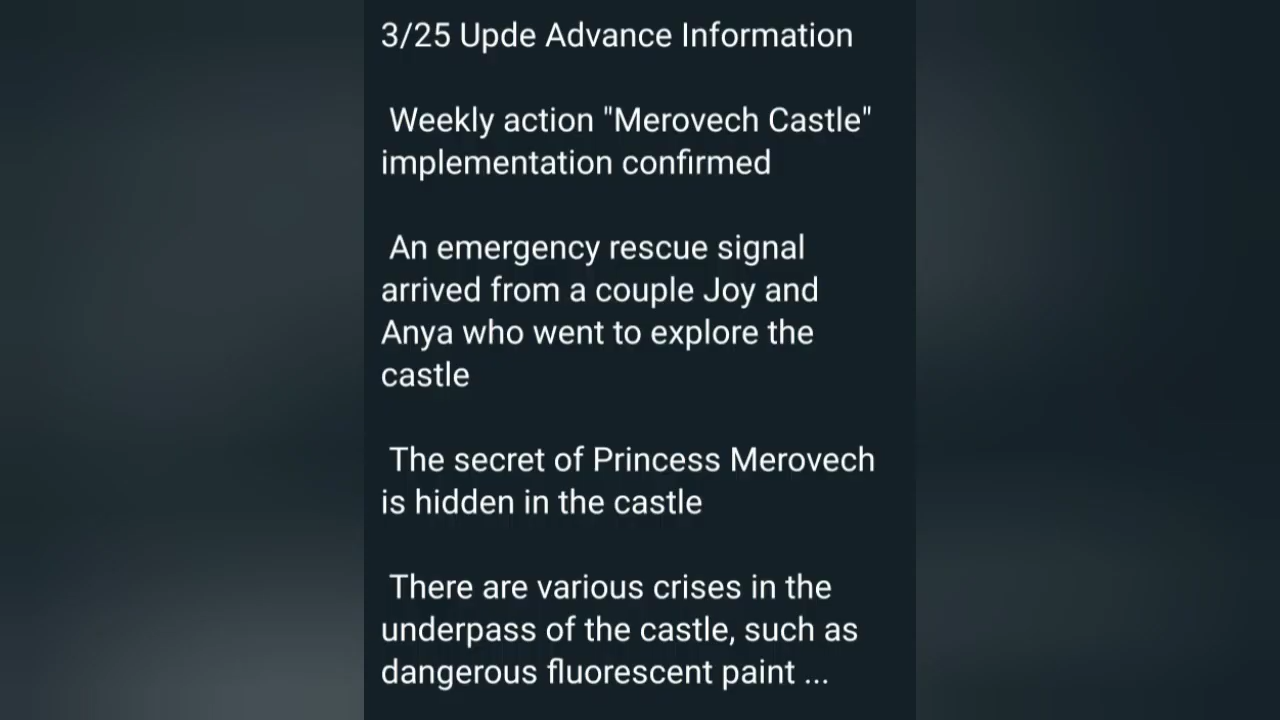 3/25 Upde Advance Information
Weekly action "Merovech Castle"
implementation confirmed
An emergency rescue signal
arrived from a couple Joy and
Anya who went to explore the
castle
The secret of Princess Merovech
is hidden in the castle
There are various crises in the
underpass of the castle, such as
dangerous fluorescent paint ...